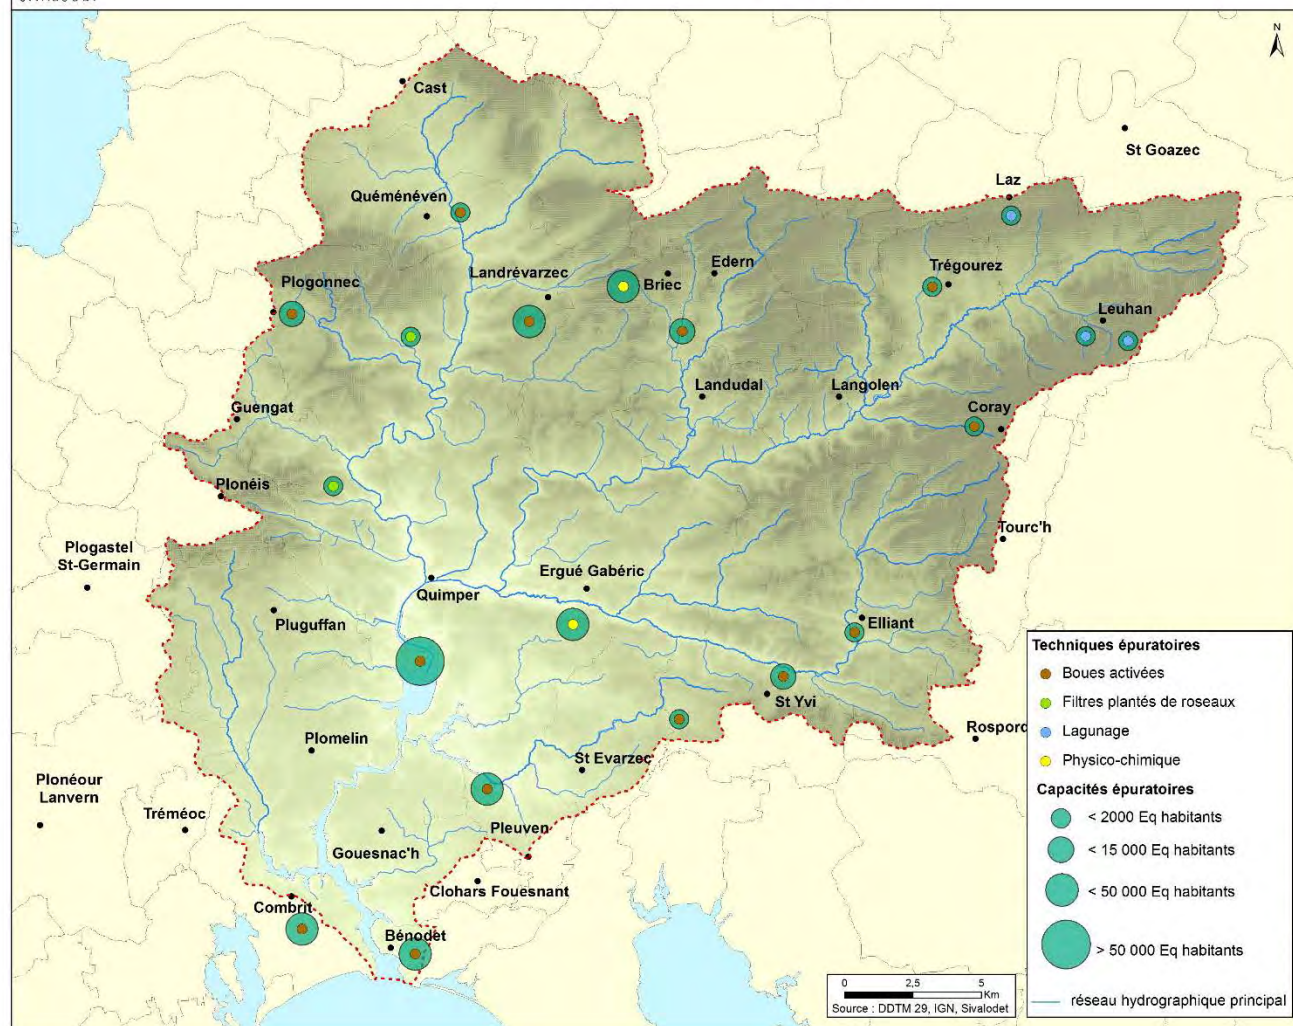 N
Cast
St Goazec
Laz
Quéménéven
Landrévarzec
Edern
Briec
Trégourez
Plogonnec
Leuhan
Landudal
Langolen
Guengat
Coray
Plonéis
Tourc'h
Plogastel
St-Germain
Ergué Gabéric
Quimper
Pluguffan
Elliant
St Yvi
Rospord
Plomelin
St Evarzec
Plonéour
Lanvern
Tréméoc
Pleuven
Gouesnac'h
Clohars Fouesnant
Combrit
Bénodet
Techniques épuratoires
Boues activées
Filtres plantés de roseaux
Lagunage
Physico-chimique
Capacités épuratoires
< 2000 Eq habitants
< 15 000 Eq habitants
< 50 000 Eq habitants
> 50 000 Eq habitants
réseau hydrographique principal
0 2,5 5
Km
Source : DDTM 29, IGN, Sivalodet